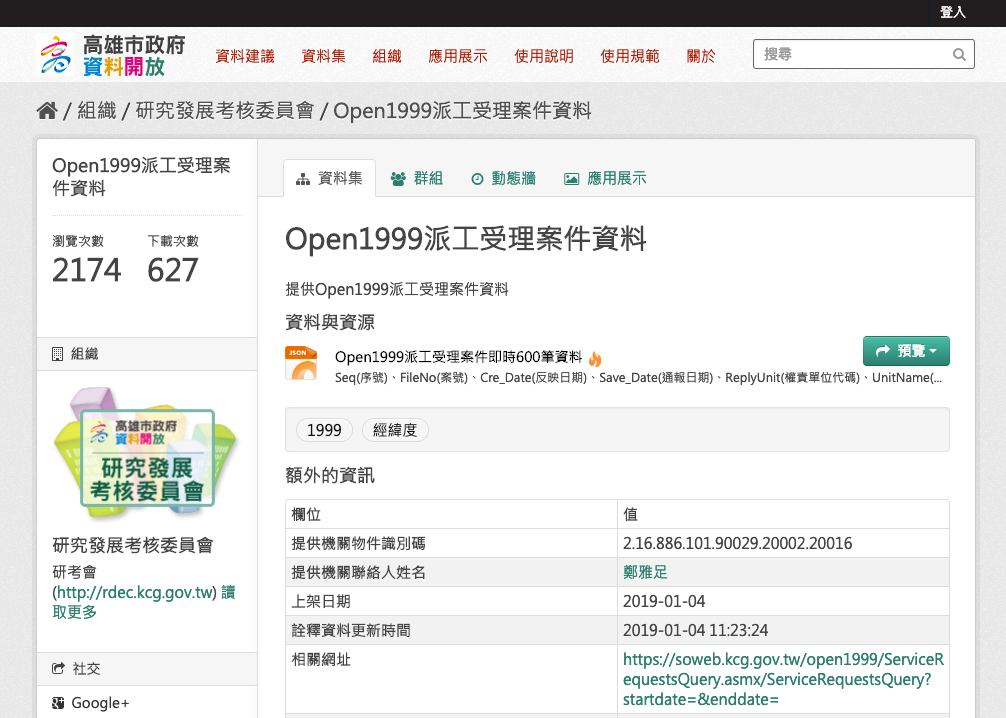 登入
高雄市政府
資料開放
資料建議 資料集 組織 應用展示 使用說明 使用規範 關於 搜尋
/ 組織 / 研究發展考核委員會 / Open1999派工受理案件資料
Open1999派工受理案
件資料
瀏覽次數 下載次數
2174 627
組織
高雄市政府
資料開放
研究發展
考核委員會
研究發展考核委員會
研考會
(http://rdec.kcg.gov.tw) 讀
取更多
社交
Google+
資料集 群組 動態牆 應用展示
Open1999派工受理案件資料
提供Open1999派工受理案件資料
資料與資源
JSON
Open1999派工受理案件即時600筆資料
預覽
Seq(序號)、FileNo(案號)、Cre_Date(反映日期)、Save_Date(通報日期)、ReplyUnit(權責單位代碼)、UnitName(...
1999 經緯度
額外的資訊
欄位 值
提供機關物件識別碼 2.16.886.101.90029.20002.20016
提供機關聯絡人姓名 鄭雅足
上架日期 2019-01-04
詮釋資料更新時間 2019-01-04 11:23:24
相關網址 https://soweb.kcg.gov.tw/open1999/ServiceR
equestsQuery.asmx/ServiceRequestsQuery?
startdate=&enddate=